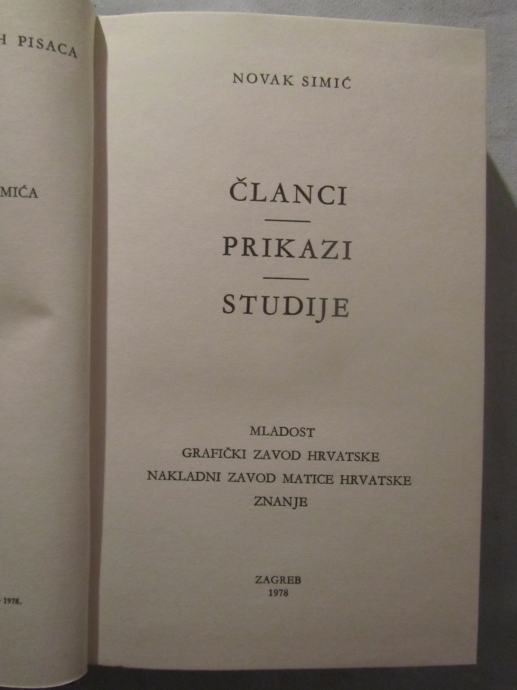 H PISACA
MIĆA
1978.
NOVAK SIMIĆ
ČLANCI
PRIKAZI
STUDIJE
MLADOST
GRAFIČKI ZAVOD HRVATSKE
NAKLADNI ZAVOD MATICE HRVATSKE
ZNANJE
ZAGREB
1978